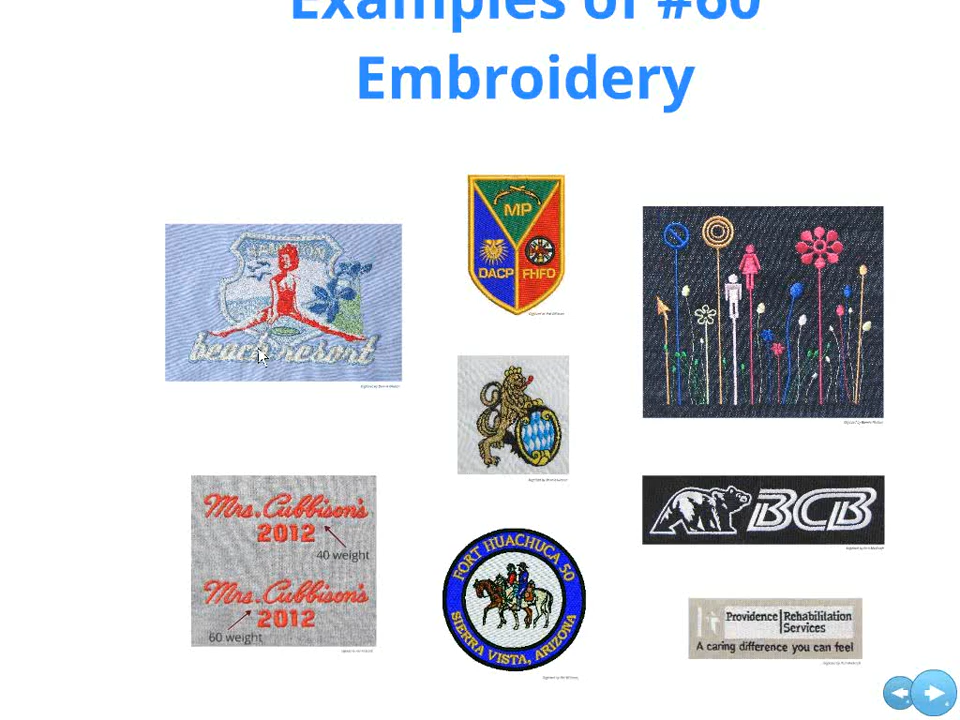 Examples of #60
Embroidery
beach resort
MP
DACP FHFD
Mrs. Cubbison's
2012
40 weight
Mrs. Cubbison's
2012
60 weight
FORT HUACHUCA 50
SIERRA VISTA, ARIZONA
BCB
Providence Rehabilitation
Services
A caring difference you can feel